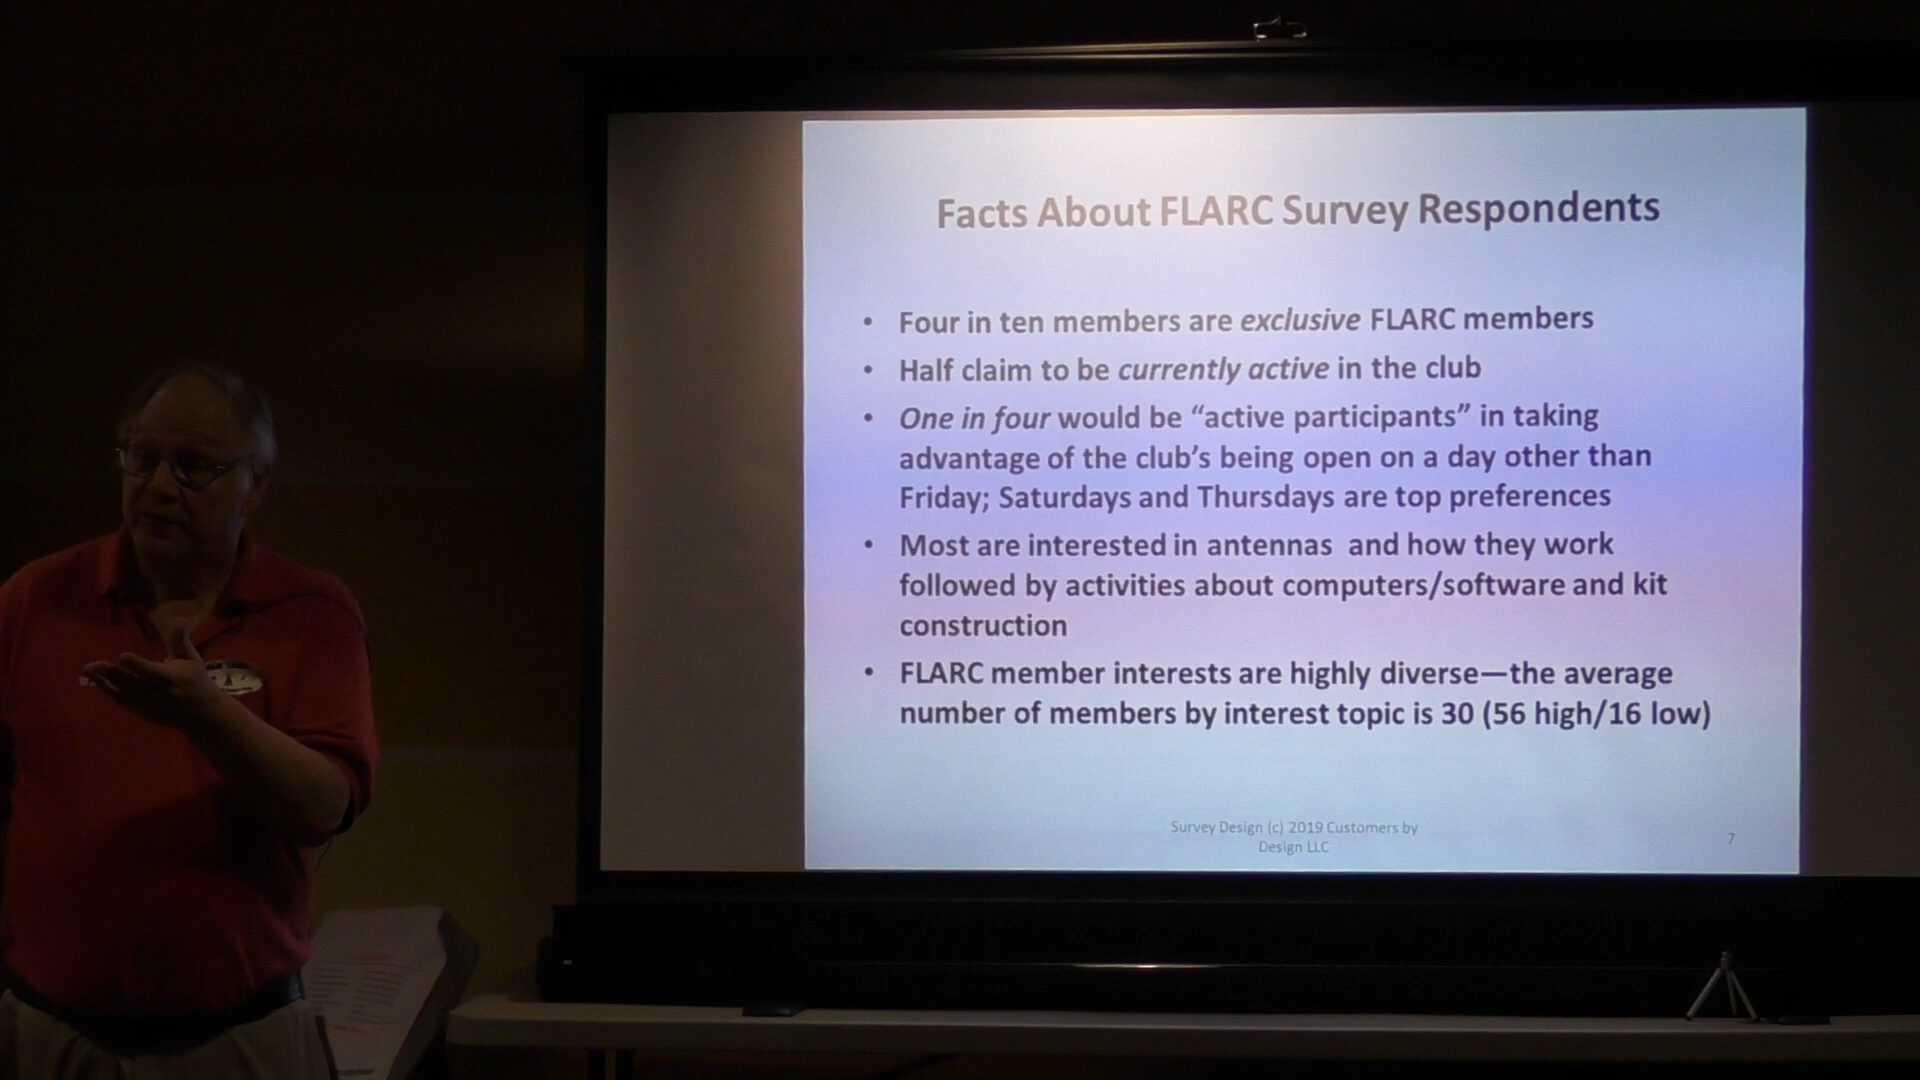 Facts About FLARC Survey Respondents
• Four in ten members are exclusive FLARC members
• Half claim to be currently active in the club
• One in four would be “active participants” in taking
advantage of the club’s being open on a day other than
Friday; Saturdays and Thursdays are top preferences
• Most are interested in antennas and how they work
followed by activities about computers/software and kit
construction
• FLARC member interests are highly diverse—the average
number of members by interest topic is 30 (56 high/16 low)
Survey Design (c) 2019 Customers by
Design LLC
7